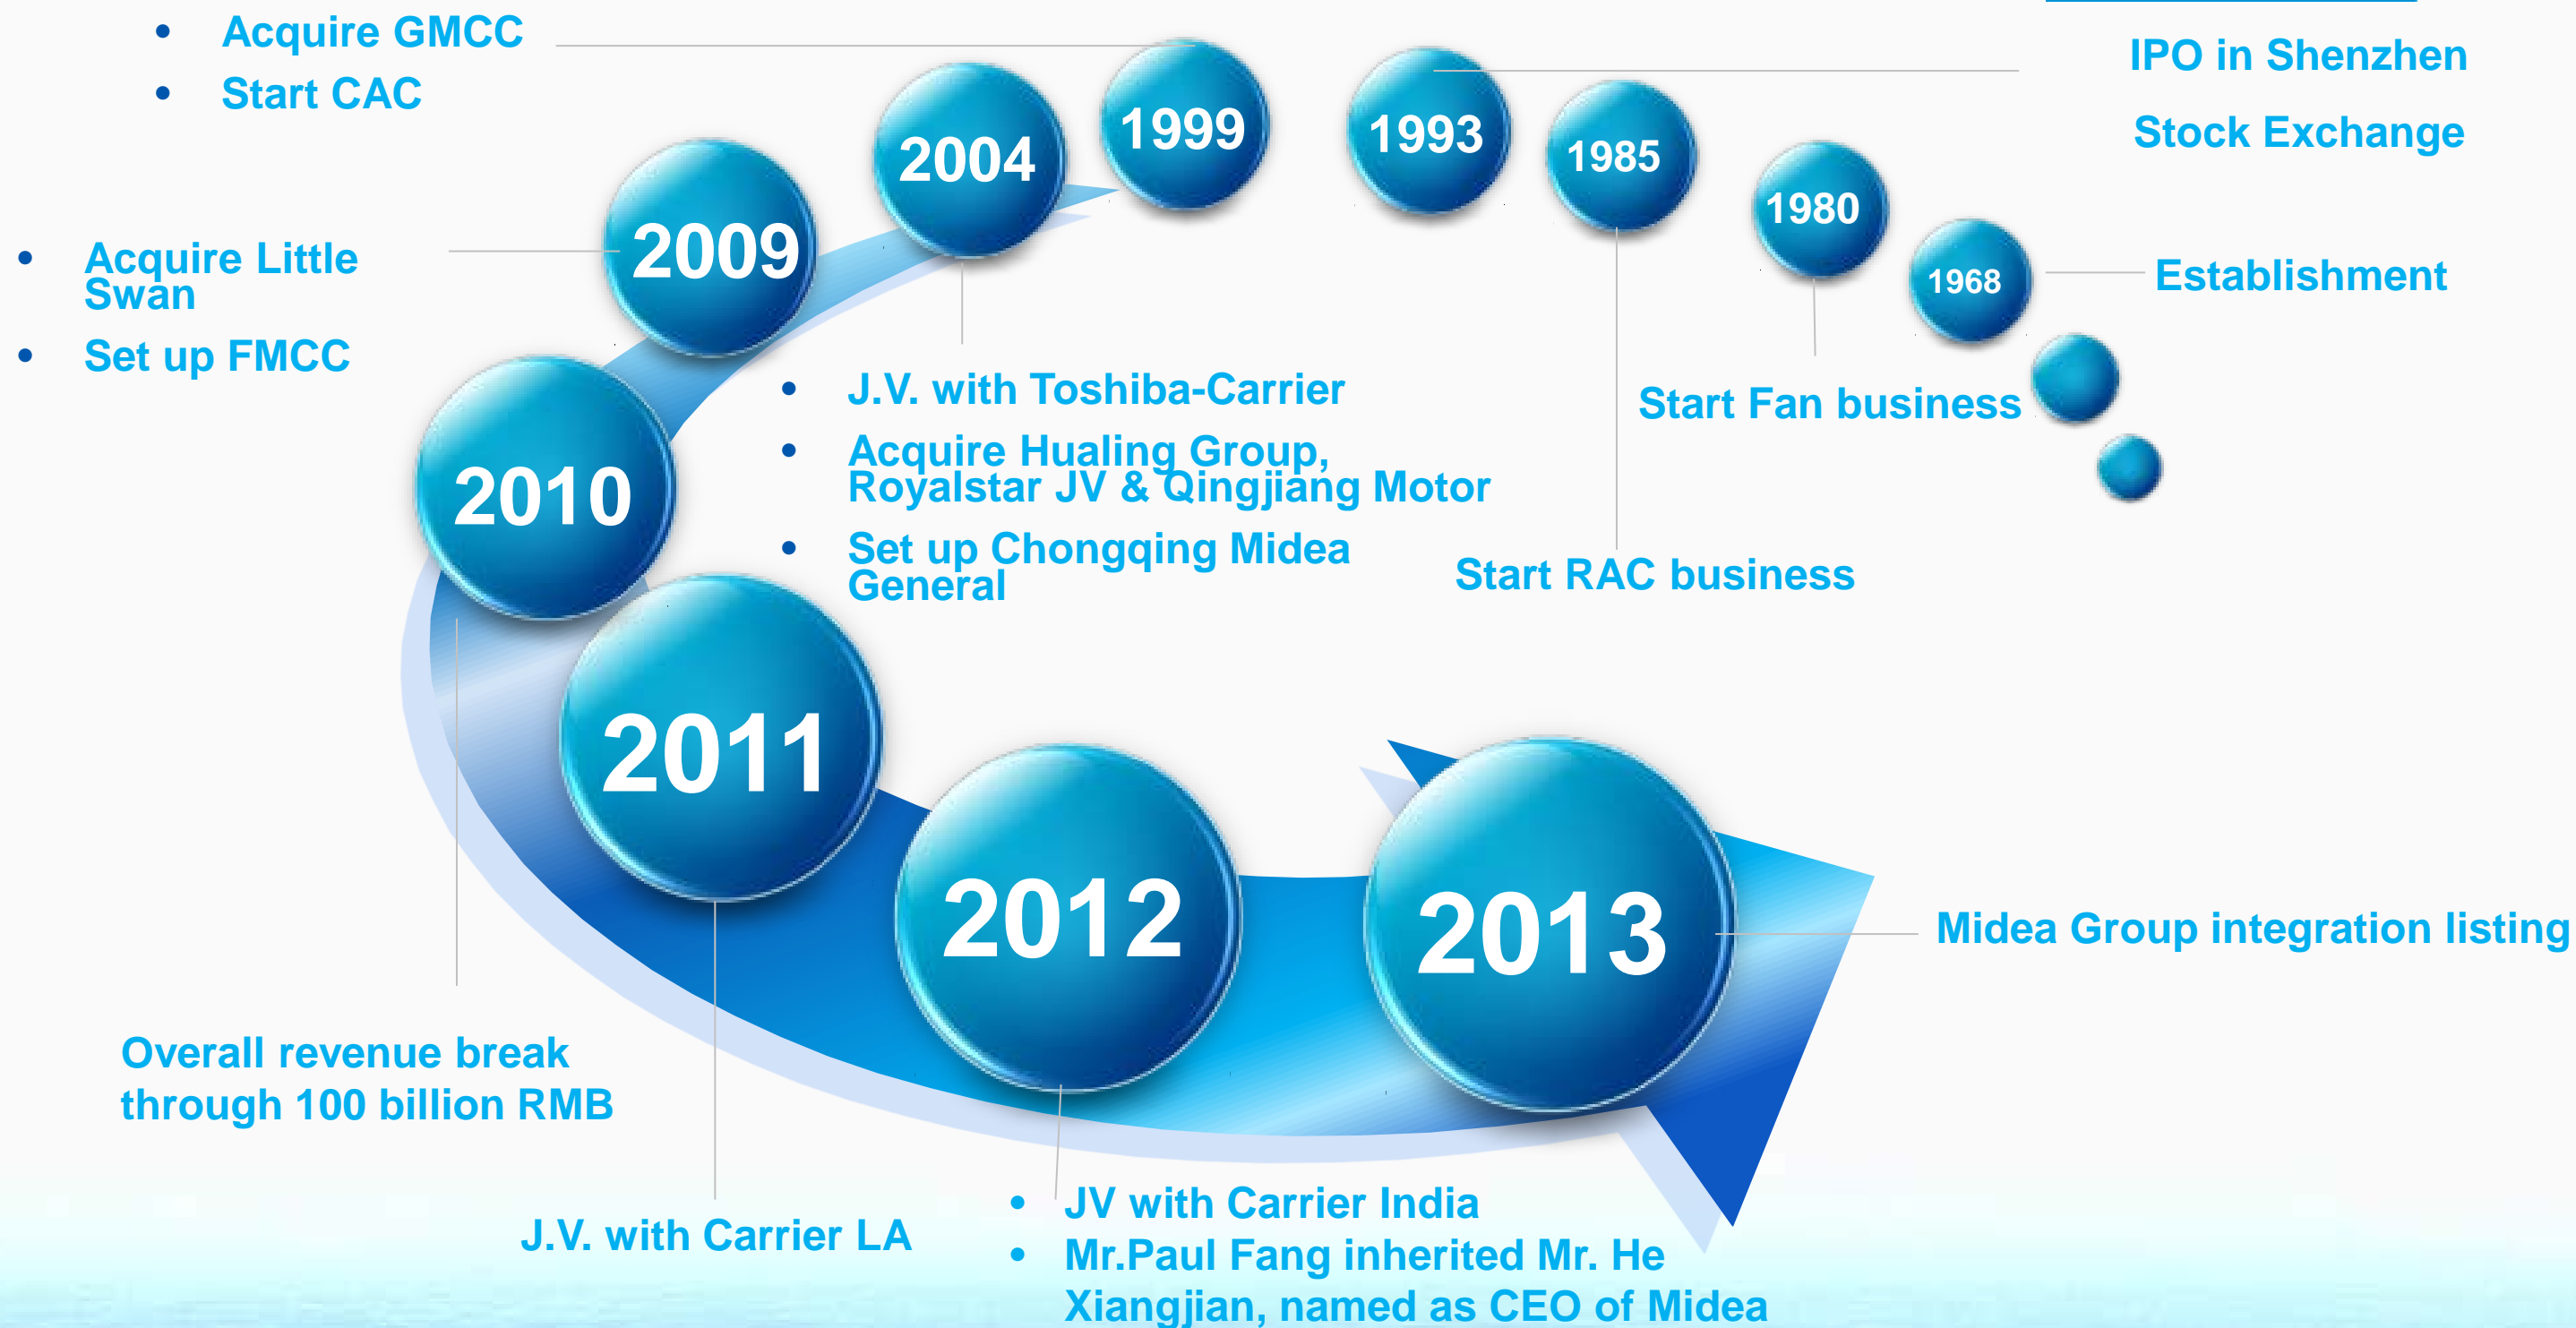 • Acquire GMCC
• Start CAC
IPO in Shenzhen
Stock Exchange
1999
1993
2004
1985
1980
2009
1968
Establishment
• Acquire Little
Swan
• Set up FMCC
• J.V. with Toshiba-Carrier
• Acquire Hualing Group,
Royalstar JV & Qingjiang Motor
• Set up Chongqing Midea
General
Start Fan business
Start RAC business
2010
2011
2012
2013
Midea Group integration listing
Overall revenue break
through 100 billion RMB
J.V. with Carrier LA
• JV with Carrier India
• Mr.Paul Fang inherited Mr. He
Xiangjian, named as CEO of Midea